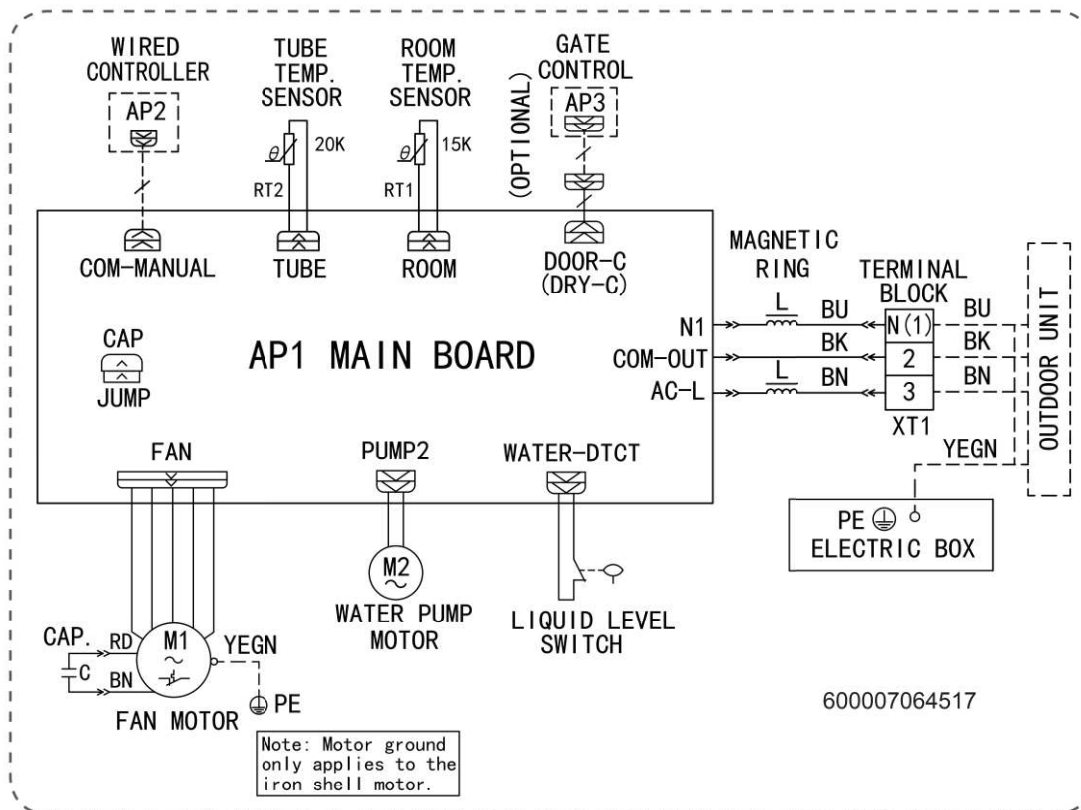 WIRED
CONTROLLER
AP2
TUBE
TEMP.
SENSOR
θ
20K
RT2
ROOM
TEMP.
SENSOR
θ
15K
RT1
GATE
CONTROL
(OPTIONAL)
AP3
COM-MANUAL
TUBE
ROOM
DOOR-C
(DRY-C)
MAGNETIC
RING
TERMINAL
BLOCK
CAP
JUMP
AP1 MAIN BOARD
N1
L
BU
N(1)
BU
COM-OUT
BK
2
BK
AC-L
L
BN
3
BN
XT1
OUTDOOR UNIT
YEGN
PE
ELECTRIC BOX
FAN
PUMP2
WATER-DTCT
M2
WATER PUMP
MOTOR
LIQUID LEVEL
SWITCH
CAP.
C
RD
BN
M1
YEGN
PE
FAN MOTOR
Note: Motor ground
only applies to the
iron shell motor.
600007064517